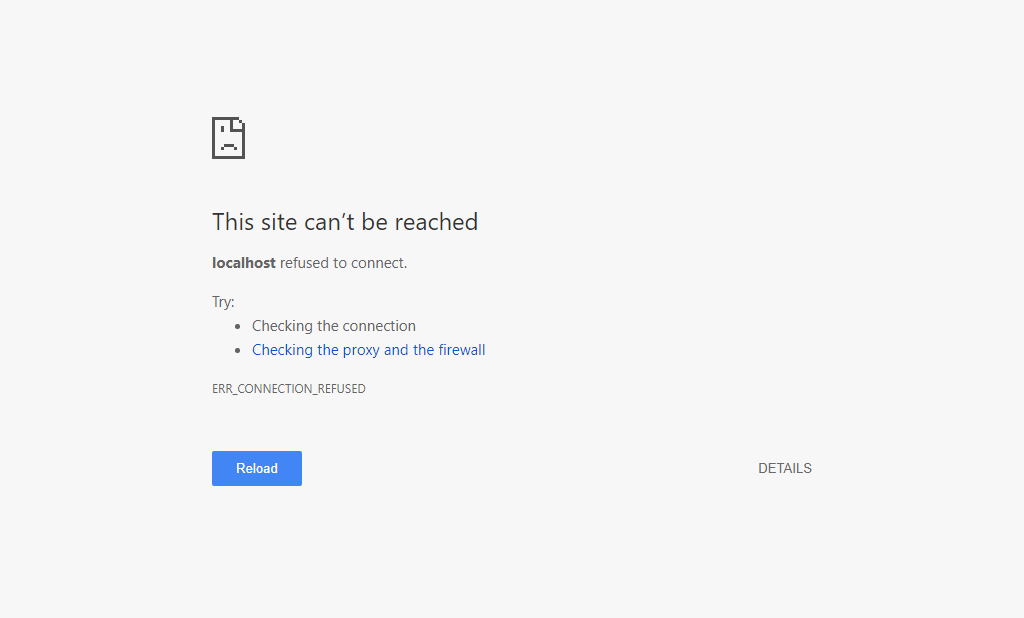 This site can’t be reached
localhost refused to connect.
Try:
Checking the connection
Checking the proxy and the firewall
ERR_CONNECTION_REFUSED
Reload
DETAILS